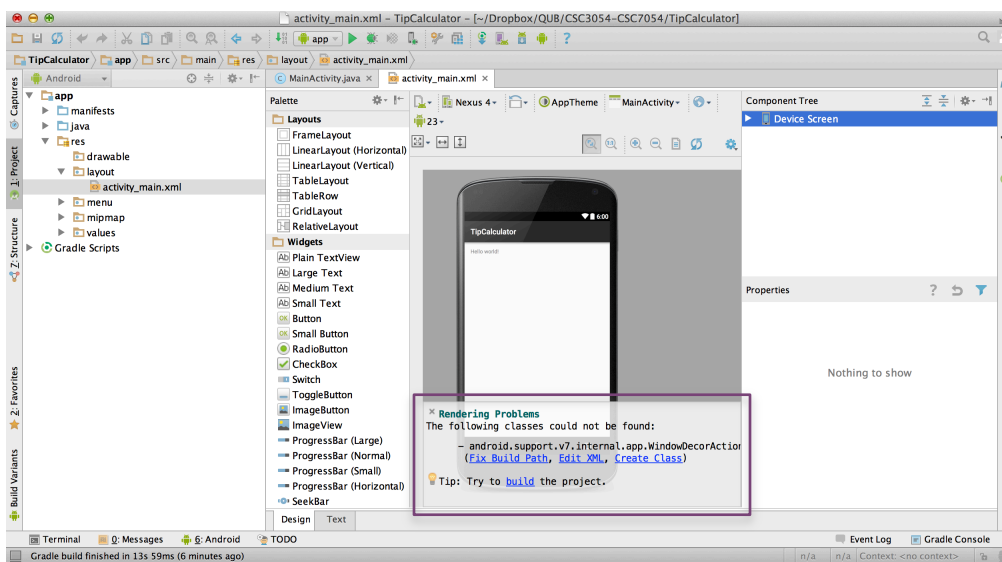 activity_main.xml – TipCalculator – [~/Dropbox/QUB/CSC3054-CSC7054/TipCalculator]
app
?
TipCalculator app src main res layout activity_main.xml
Captures
1: Project
Z: Structure
2: Favorites
Build Variants
Android
app
manifests
java
res
drawable
layout
activity_main.xml
menu
mipmap
values
Gradle Scripts
MainActivity.java × activity_main.xml ×
Palette
Layouts
FrameLayout
LinearLayout (Horizontal)
LinearLayout (Vertical)
TableLayout
TableRow
GridLayout
RelativeLayout
Widgets
Ab Plain TextView
Ab Large Text
Ab Medium Text
Ab Small Text
OK Button
OK Small Button
RadioButton
CheckBox
Switch
ToggleButton
ImageButton
ImageView
ProgressBar (Large)
ProgressBar (Normal)
ProgressBar (Small)
ProgressBar (Horizontal)
SeekBar
Nexus 4 AppTheme MainActivity
23
6:00
TipCalculator
Hello world!
× Rendering Problems
The following classes could not be found:
– android.support.v7.internal.app.WindowDecorAction
(Fix Build Path, Edit XML, Create Class)
Tip: Try to build the project.
Design Text
Component Tree
Device Screen
Properties ?
Nothing to show
Terminal 0: Messages 6: Android TODO Event Log Gradle Console
Gradle build finished in 13s 59ms (6 minutes ago) n/a n/a Context: <no context>